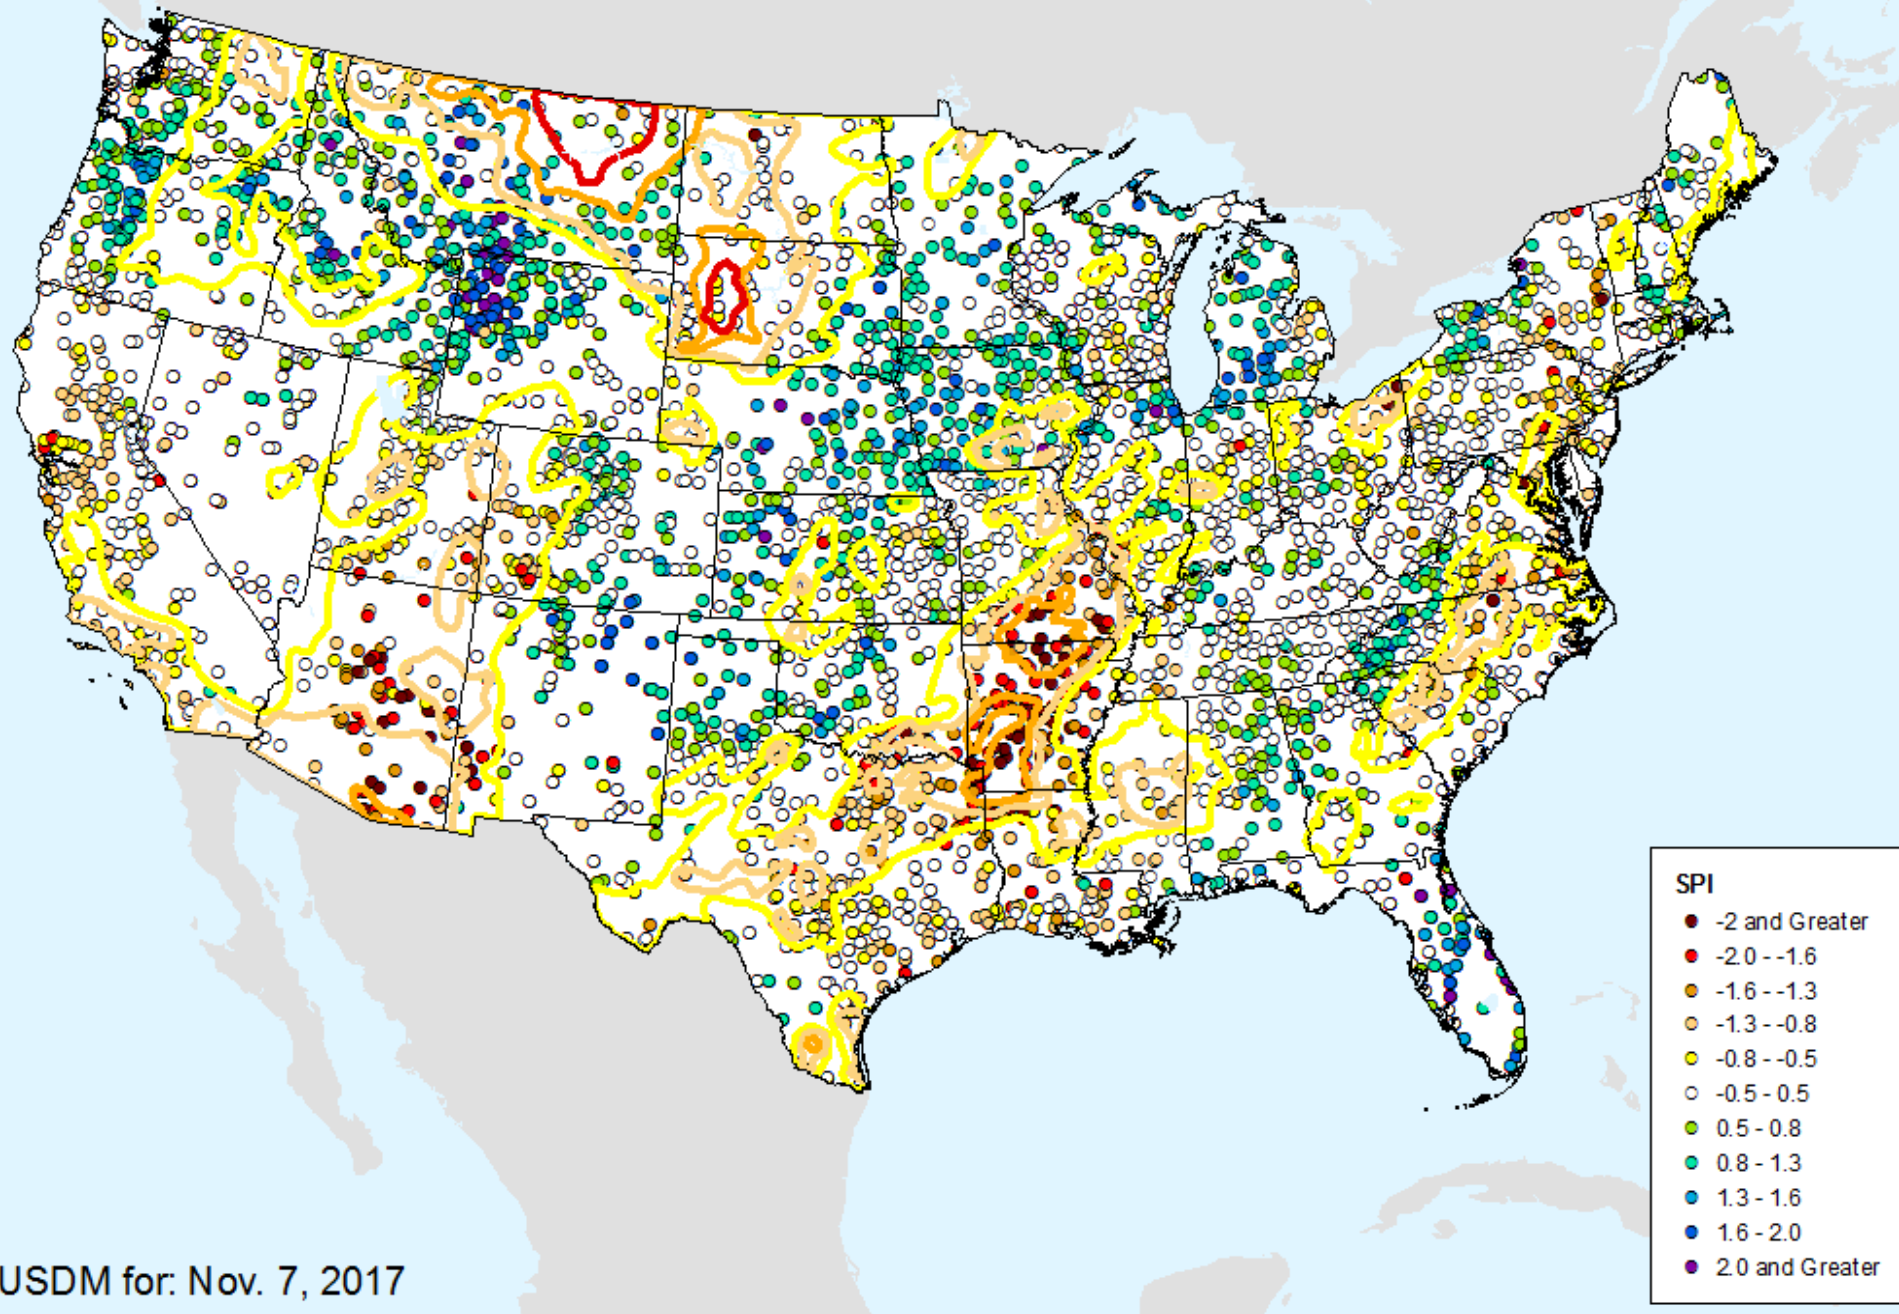 SPI
-2 and Greater
-2.0 - -1.6
-1.6 - -1.3
-1.3 - -0.8
-0.8 - -0.5
-0.5 - 0.5
0.5 - 0.8
0.8 - 1.3
1.3 - 1.6
1.6 - 2.0
2.0 and Greater
USDM for: Nov. 7, 2017